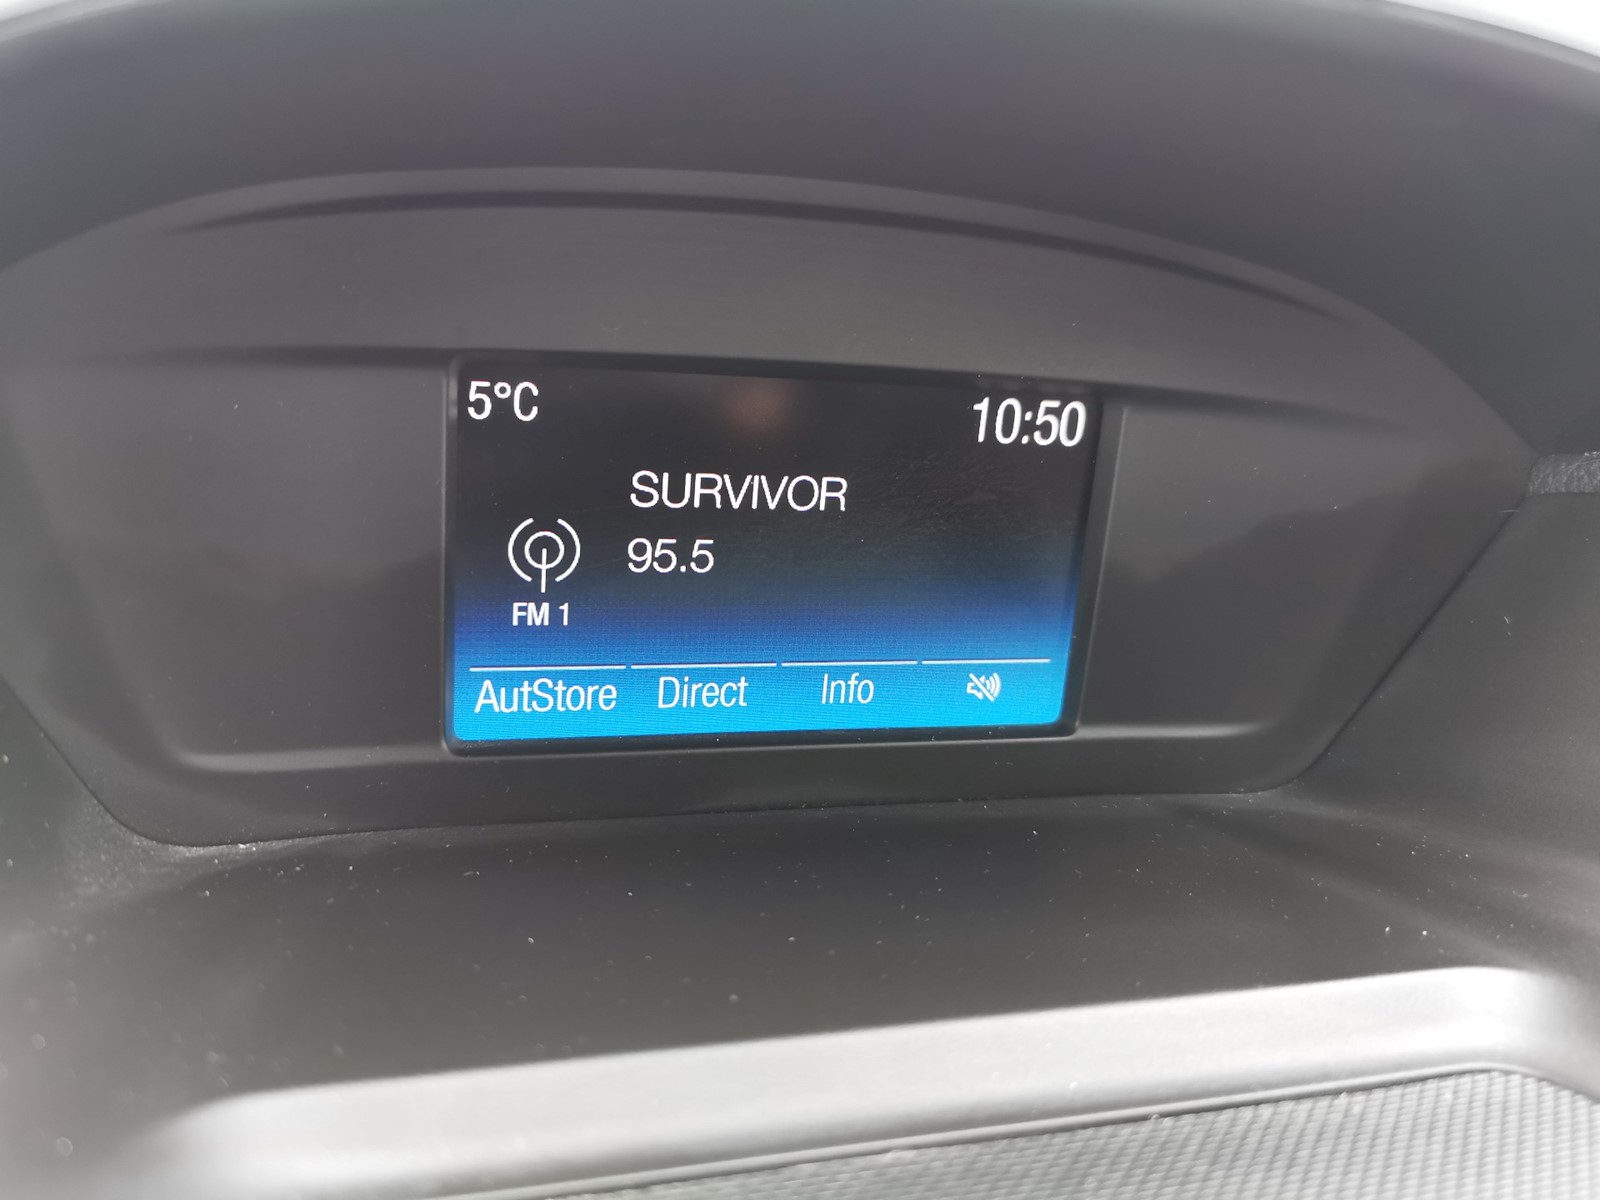 5°C
10:50
SURVIVOR
95.5
FM 1
AutStore Direct Info